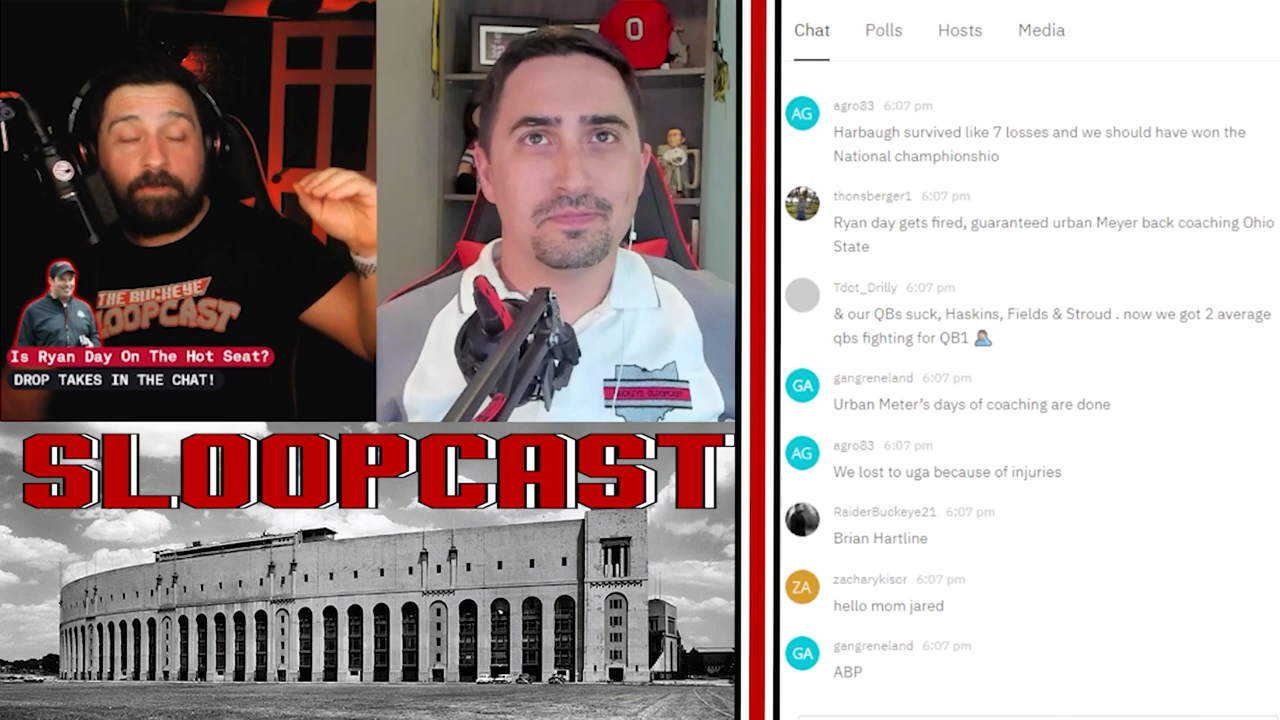 O
THE BUCKEYE
SLOOPCAST
Is Ryan Day On The Hot Seat?
DROP TAKES IN THE CHAT!
BUCKEYE SLOOPCAST
SLOOPCAST
Chat Polls Hosts Media
AG agro83 6:07 pm
Harbaugh survived like 7 losses and we should have won the
National champhionshio
thonsberger1 6:07 pm
Ryan day gets fired, guaranteed urban Meyer back coaching Ohio
State
Tdot_Drilly 6:07 pm
& our QBs suck, Haskins, Fields & Stroud . now we got 2 average
qbs fighting for QB1 🤦
GA gangreneland 6:07 pm
Urban Meter's days of coaching are done
AG agro83 6:07 pm
We lost to uga because of injuries
RaiderBuckeye21 6:07 pm
Brian Hartline
ZA zacharykisor 6:07 pm
hello mom jared
GA gangreneland 6:07 pm
ABP